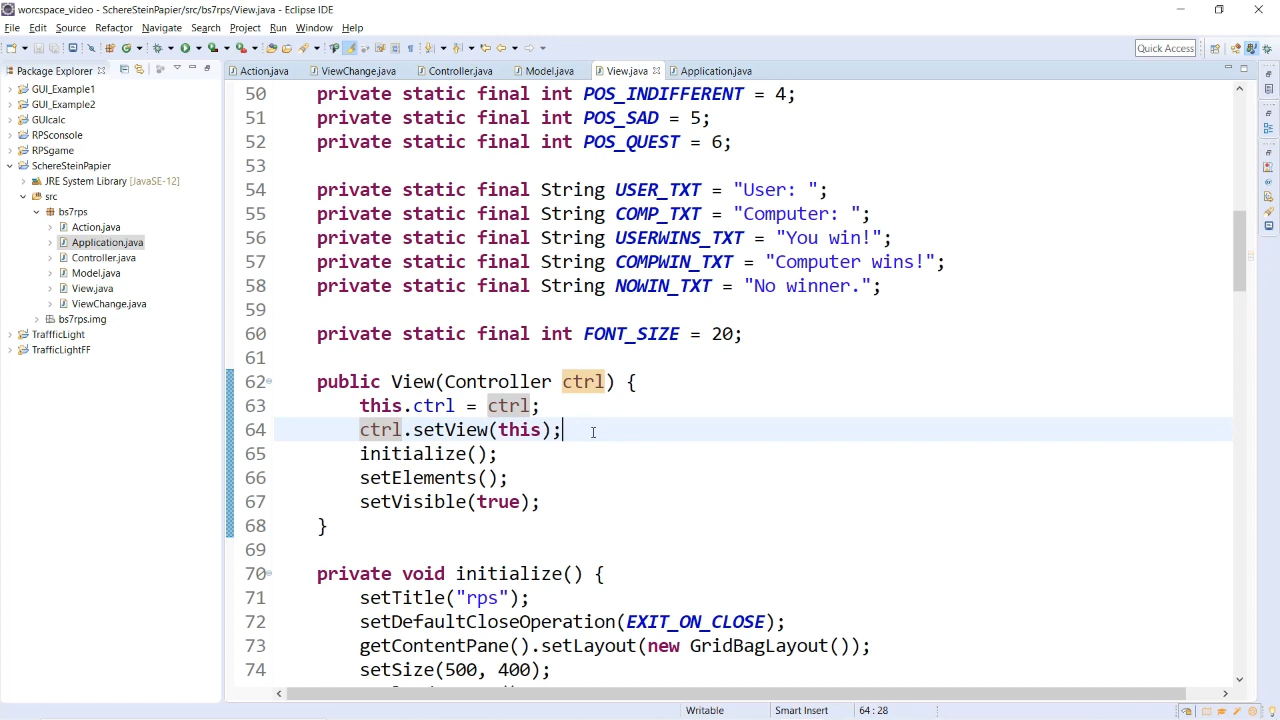 worcspace_video - SchereSteinPapier/src/bs7rps/View.java - Eclipse IDE
File Edit Source Refactor Navigate Search Project Run Window Help
Quick Access
Package Explorer
Action.java ViewChange.java Controller.java Model.java View.java Application.java
GUI_Example1
GUI_Example2
GUIcalc
RPSconsole
RPSgame
SchereSteinPapier
JRE System Library [JavaSE-12]
src
bs7rps
Action.java
Application.java
Controller.java
Model.java
View.java
ViewChange.java
bs7rps.img
TraffficLight
TrafficLightFF
50 private static final int POS_INDIFFERENT = 4;
51 private static final int POS_SAD = 5;
52 private static final int POS_QUEST = 6;
53
54 private static final String USER_TXT = "User: ";
55 private static final String COMP_TXT = "Computer: ";
56 private static final String USERWINS_TXT = "You win!";
57 private static final String COMPWIN_TXT = "Computer wins!";
58 private static final String NOWIN_TXT = "No winner.";
59
60 private static final int FONT_SIZE = 20;
61
62 public View(Controller ctrl) {
63 this.ctrl = ctrl;
64 ctrl.setView(this);
65 initialize();
66 setElements();
67 setVisible(true);
68 }
69
70 private void initialize() {
71 setTitle("rps");
72 setDefaultCloseOperation(EXIT_ON_CLOSE);
73 getContentPane().setLayout(new GridBagLayout());
74 setSize(500, 400);
Writable Smart Insert 64 : 28